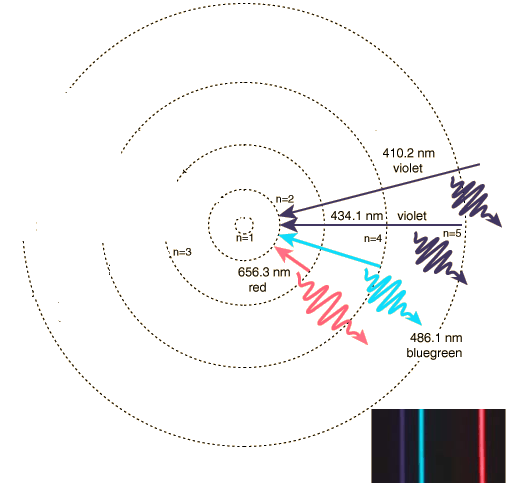 410.2 nm
violet
n=2
434.1 nm violet
n=1
n=4
n=5
n=3
656.3 nm
red
486.1 nm
bluegreen